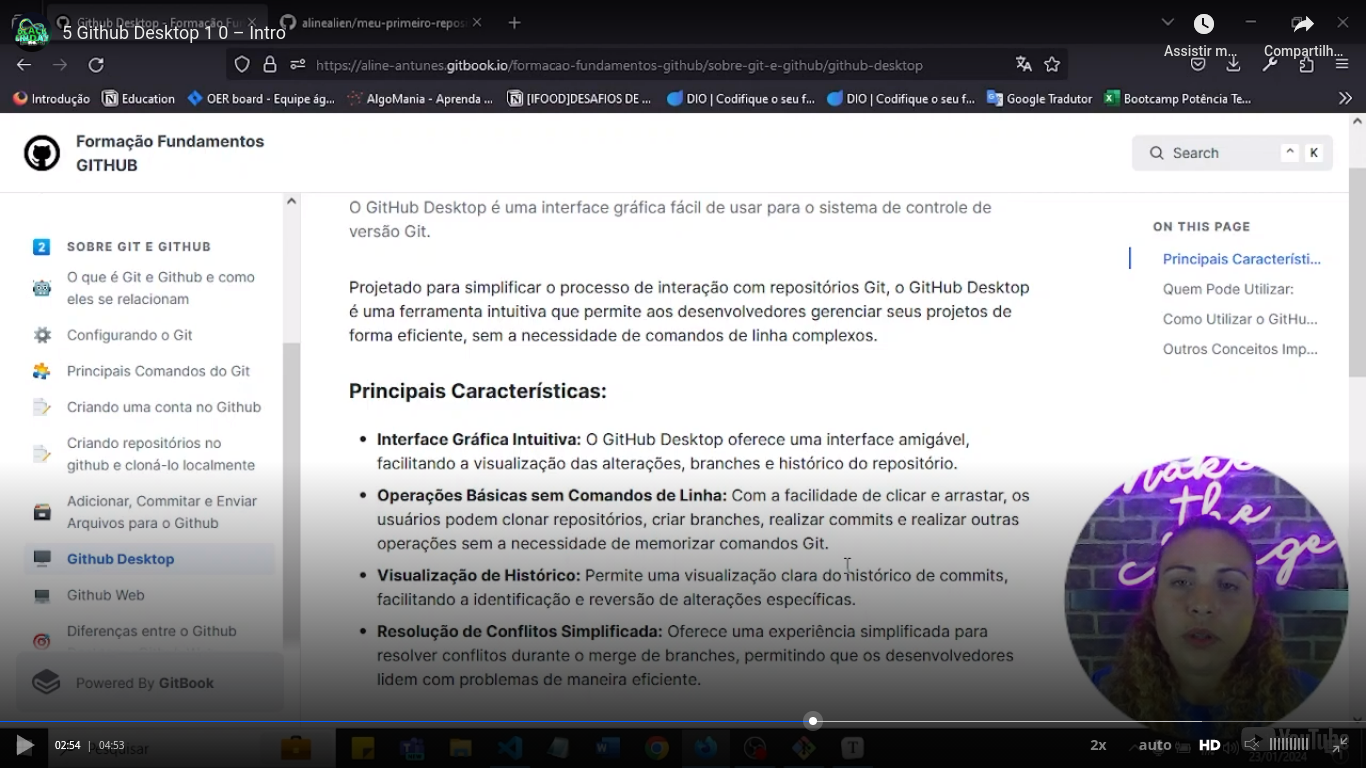 Github Desktop - Formação Fu
alinealien/meu-primeiro-repos
5 Github Desktop 1 0 – Intro
Assistir m...
Compartilh...
https://aline-antunes.gitbook.io/formacao-fundamentos-github/sobre-git-e-github/github-desktop
Introdução
Education
OER board - Equipe ág...
AlgoMania - Aprenda ...
[IFOOD]DESAFIOS DE ...
DIO | Codifique o seu f...
DIO | Codifique o seu f...
Google Tradutor
Bootcamp Potência Te...
Formação Fundamentos
GITHUB
Search
^ K
2 SOBRE GIT E GITHUB
O que é Git e Github e como
eles se relacionam
Configurando o Git
Principais Comandos do Git
Criando uma conta no Github
Criando repositórios no
github e cloná-lo localmente
Adicionar, Commitar e Enviar
Arquivos para o Github
Github Desktop
Github Web
Diferenças entre o Github
Powered By GitBook
O GitHub Desktop é uma interface gráfica fácil de usar para o sistema de controle de
versão Git.
Projetado para simplificar o processo de interação com repositórios Git, o GitHub Desktop
é uma ferramenta intuitiva que permite aos desenvolvedores gerenciar seus projetos de
forma eficiente, sem a necessidade de comandos de linha complexos.
Principais Características:
• Interface Gráfica Intuitiva: O GitHub Desktop oferece uma interface amigável,
facilitando a visualização das alterações, branches e histórico do repositório.
• Operações Básicas sem Comandos de Linha: Com a facilidade de clicar e arrastar, os
usuários podem clonar repositórios, criar branches, realizar commits e realizar outras
operações sem a necessidade de memorizar comandos Git.
• Visualização de Histórico: Permite uma visualização clara do histórico de commits,
facilitando a identificação e reversão de alterações específicas.
• Resolução de Conflitos Simplificada: Oferece uma experiência simplificada para
resolver conflitos durante o merge de branches, permitindo que os desenvolvedores
lidem com problemas de maneira eficiente.
ON THIS PAGE
Principais Característi...
Quem Pode Utilizar:
Como Utilizar o GitHu...
Outros Conceitos Imp...
the
02:54 | 04:53
2x
auto
HD
YouTube
23/01/2024